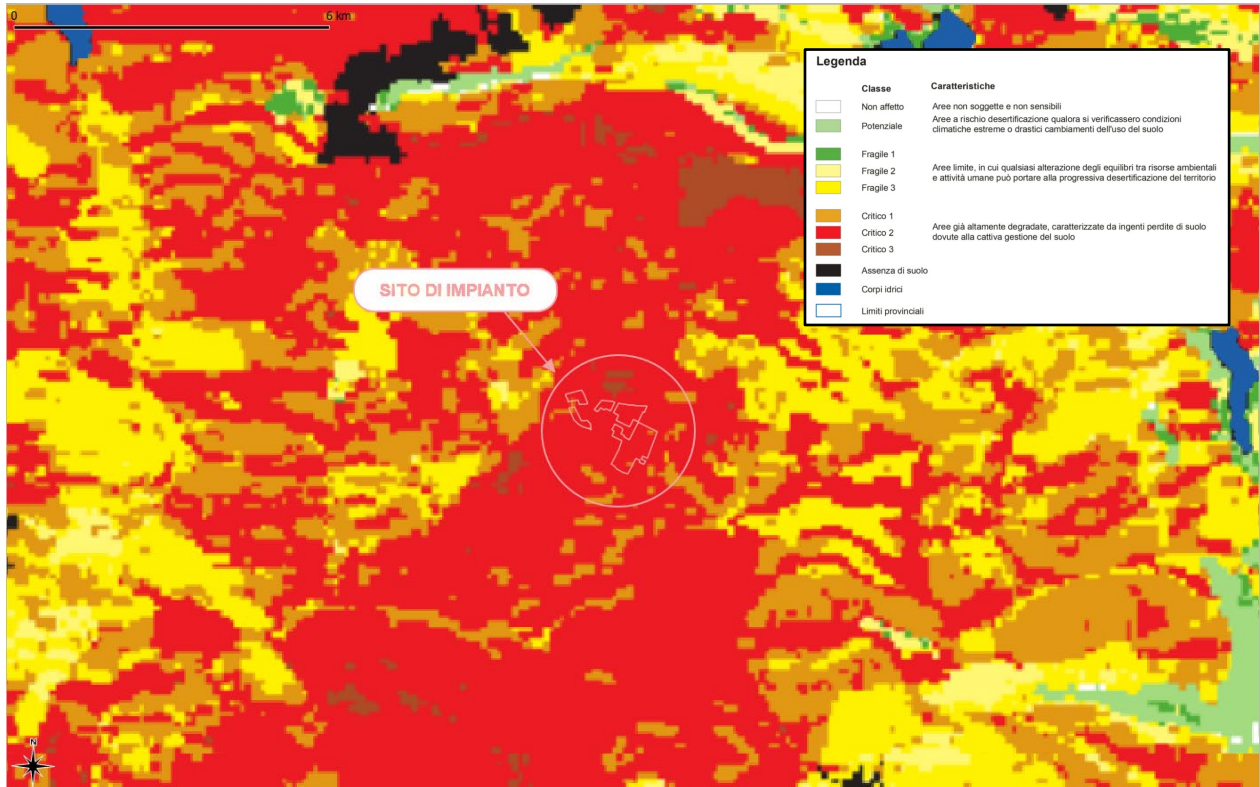 0 6 km
Legenda
Classe Caratteristiche
Non affetto Aree non soggette e non sensibili
Potenziale Aree a rischio desertificazione qualora si verificassero condizioni
climatiche estreme o drastici cambiamenti dell'uso del suolo
Fragile 1
Fragile 2 Aree limite, in cui qualsiasi alterazione degli equilibri tra risorse ambientali
Fragile 3 e attività umane può portare alla progressiva desertificazione del territorio
Critico 1
Critico 2 Aree già altamente degradate, caratterizzate da ingenti perdite di suolo
dovute alla cattiva gestione del suolo
Critico 3
Assenza di suolo
Corpi idrici
Limiti provinciali
SITO DI IMPIANTO
N